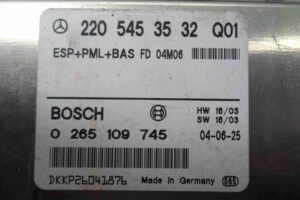 220 545 35 32 Q01
ESP+PML+BAS FD 04M06
BOSCH
HW 16/03
SW 16/03
0 265 109 745
04-06-25
DKKP26041876
Made in Germany